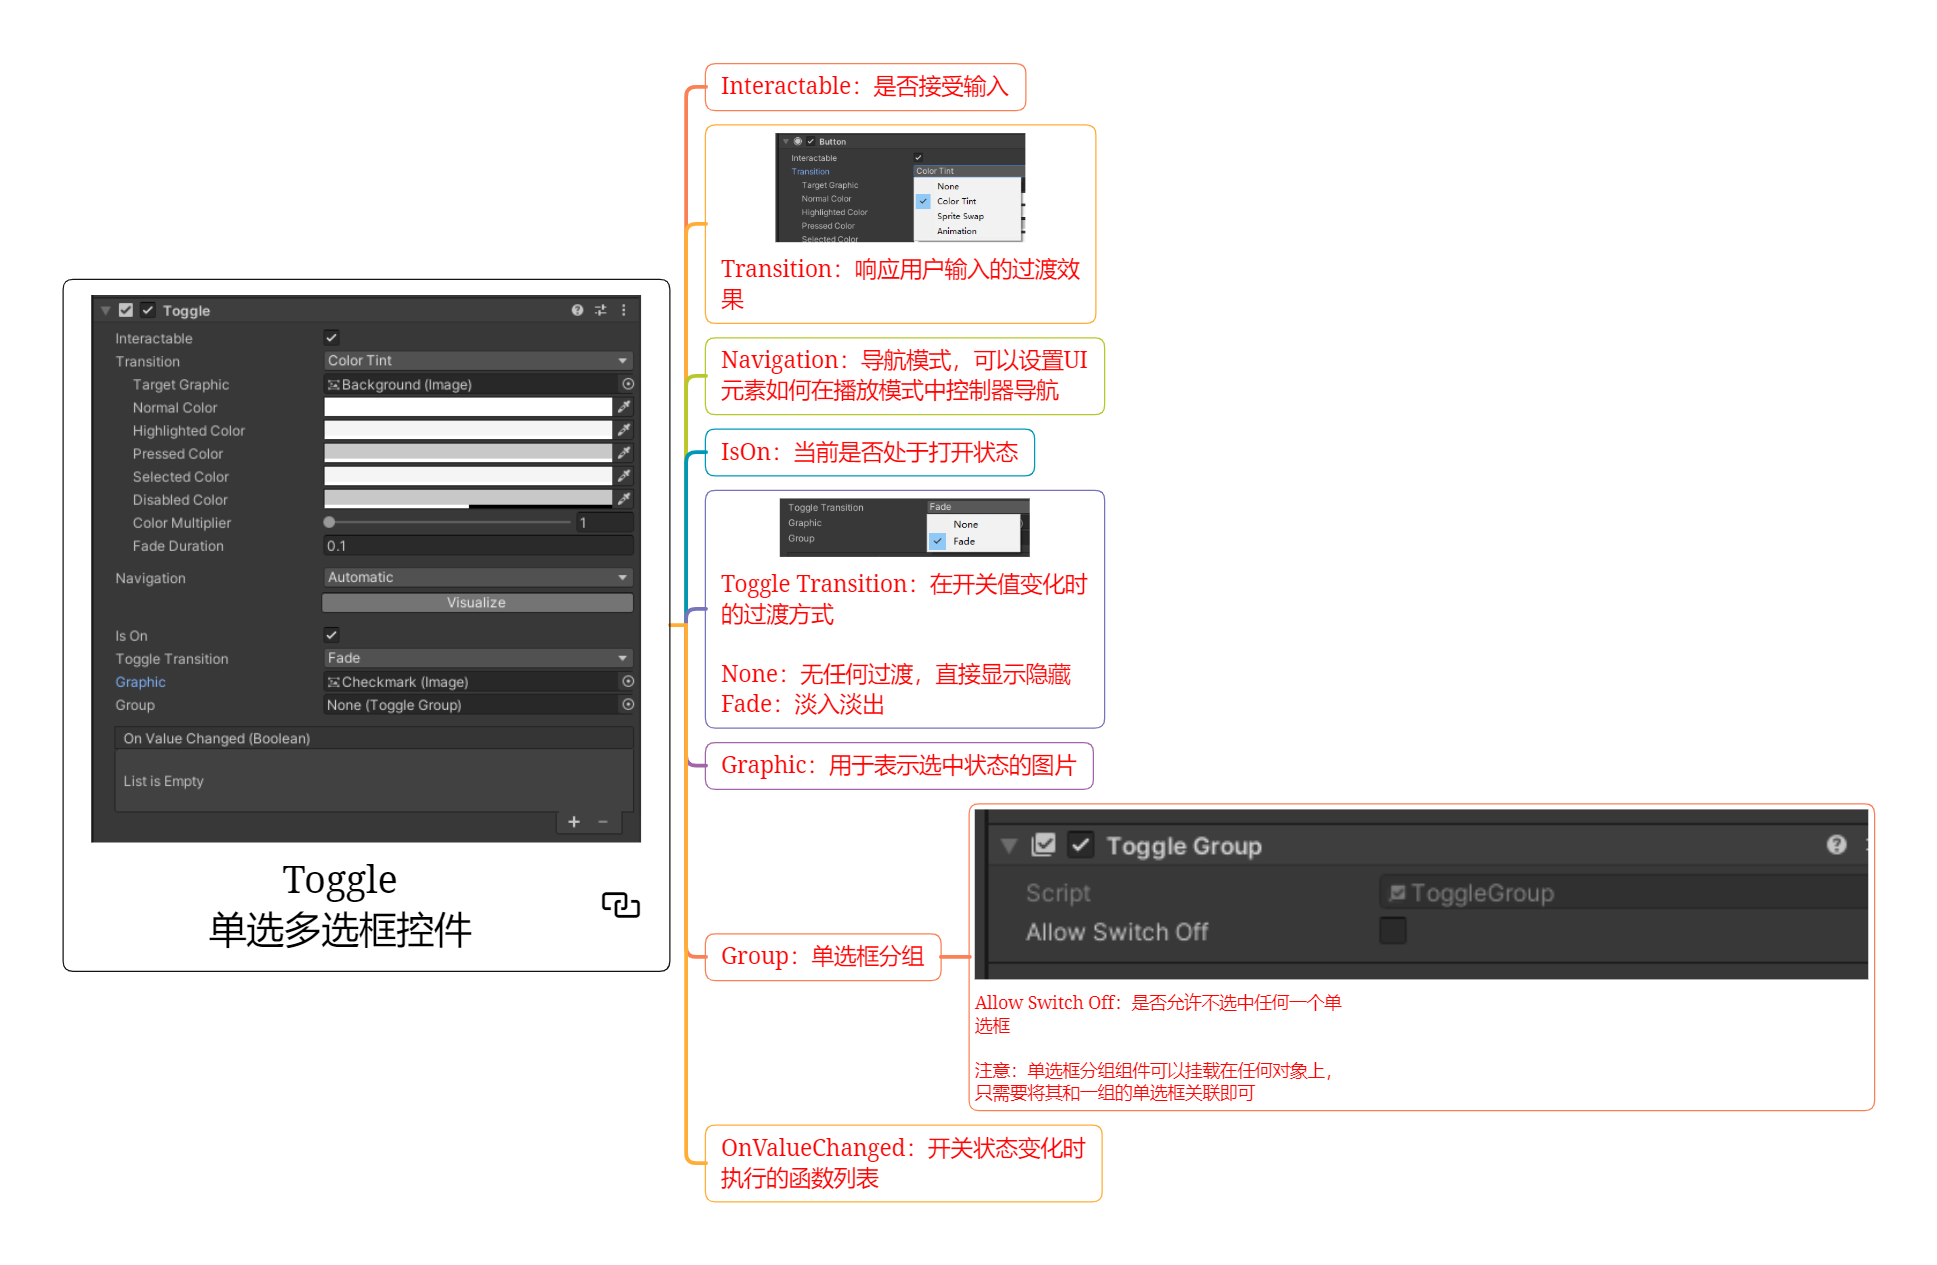 Toggle
Interactable
Transition
Color Tint
Target Graphic
Background (Image)
Normal Color
Highlighted Color
Pressed Color
Selected Color
Disabled Color
Color Multiplier
1
Fade Duration
0.1
Navigation
Automatic
Visualize
Is On
Toggle Transition
Fade
Graphic
Checkmark (Image)
Group
None (Toggle Group)
On Value Changed (Boolean)
List is Empty
Toggle
单选多选框控件
Interactable：是否接受输入
Button
Interactable
Transition
Color Tint
Target Graphic
Normal Color
Highlighted Color
Pressed Color
Selected Color
None
Color Tint
Sprite Swap
Animation
Transition：响应用户输入的过渡效
果
Navigation：导航模式，可以设置UI
元素如何在播放模式中控制器导航
IsOn：当前是否处于打开状态
Toggle Transition
Fade
Graphic
Group
None
Fade
Toggle Transition：在开关值变化时
的过渡方式
None：无任何过渡，直接显示隐藏
Fade：淡入淡出
Graphic：用于表示选中状态的图片
Group：单选框分组
Toggle Group
Script
ToggleGroup
Allow Switch Off
Allow Switch Off：是否允许不选中任何一个单
选框
注意：单选框分组组件可以挂载在任何对象上，
只需要将其和一组的单选框关联即可
OnValueChanged：开关状态变化时
执行的函数列表